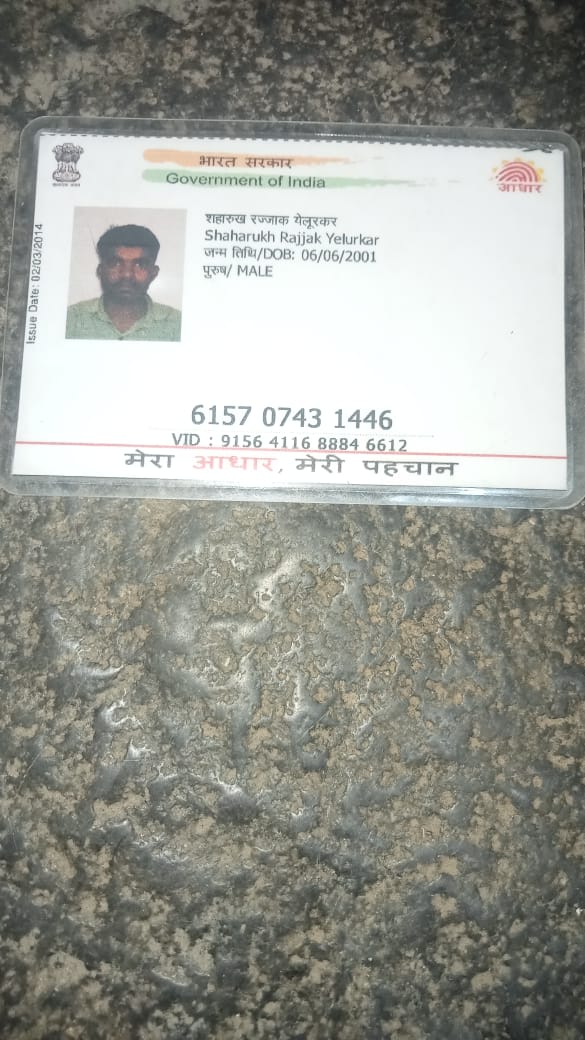 भारत सरकार
Government of India
आधार
Issue Date: 02/03/2014
शहारुख रज्जाक येलूरकर
Shaharukh Rajjak Yelurkar
जन्म तिथि/DOB: 06/06/2001
पुरुष/ MALE
6157 0743 1446
VID : 9156 4116 8884 6612
मेरा आधार, मेरी पहचान